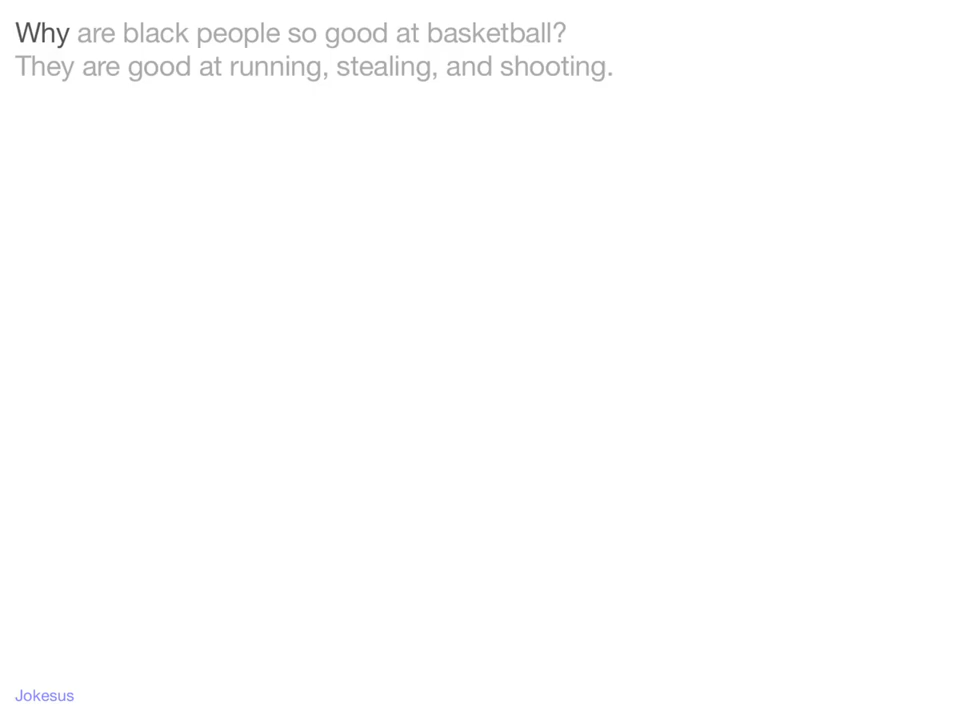 Why are black people so good at basketball?
They are good at running, stealing, and shooting.
Jokesus